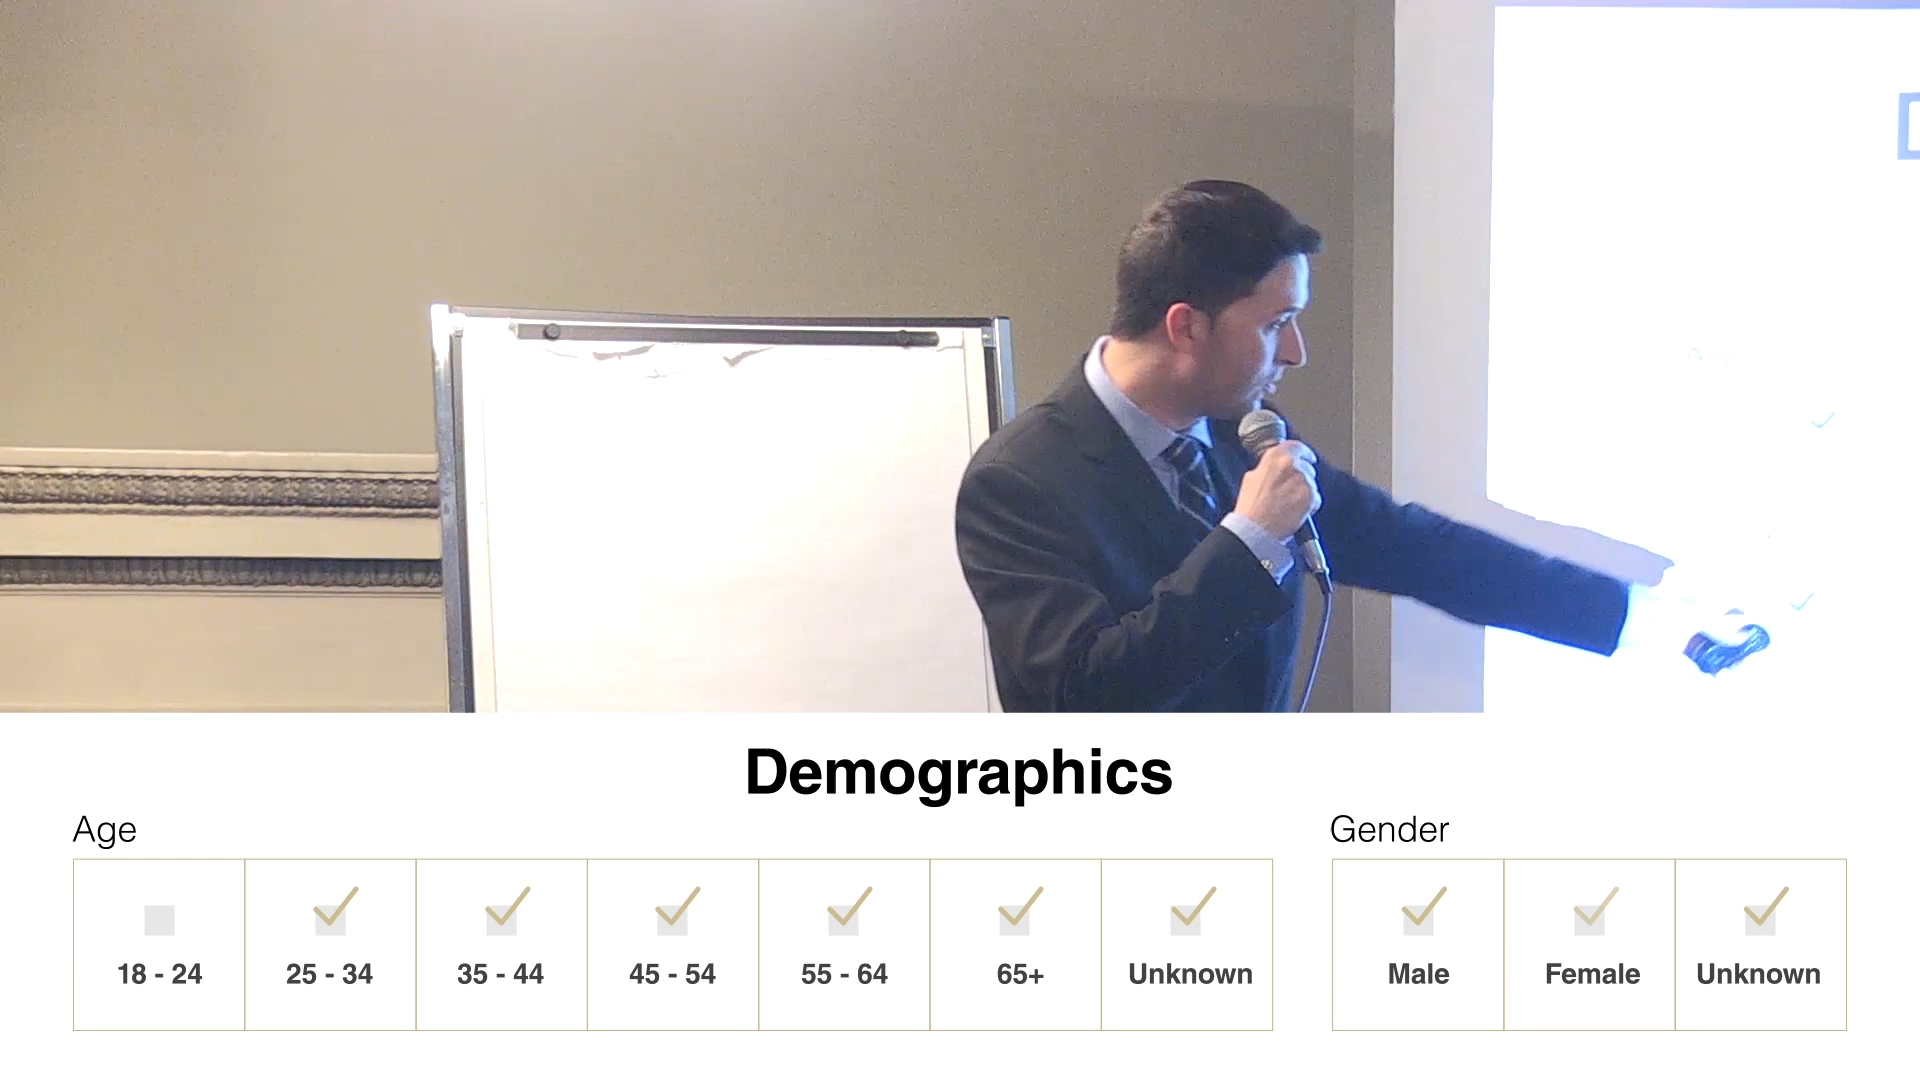 Demographics
Age
Gender
18 - 24
25 - 34
35 - 44
45 - 54
55 - 64
65+
Unknown
Male
Female
Unknown